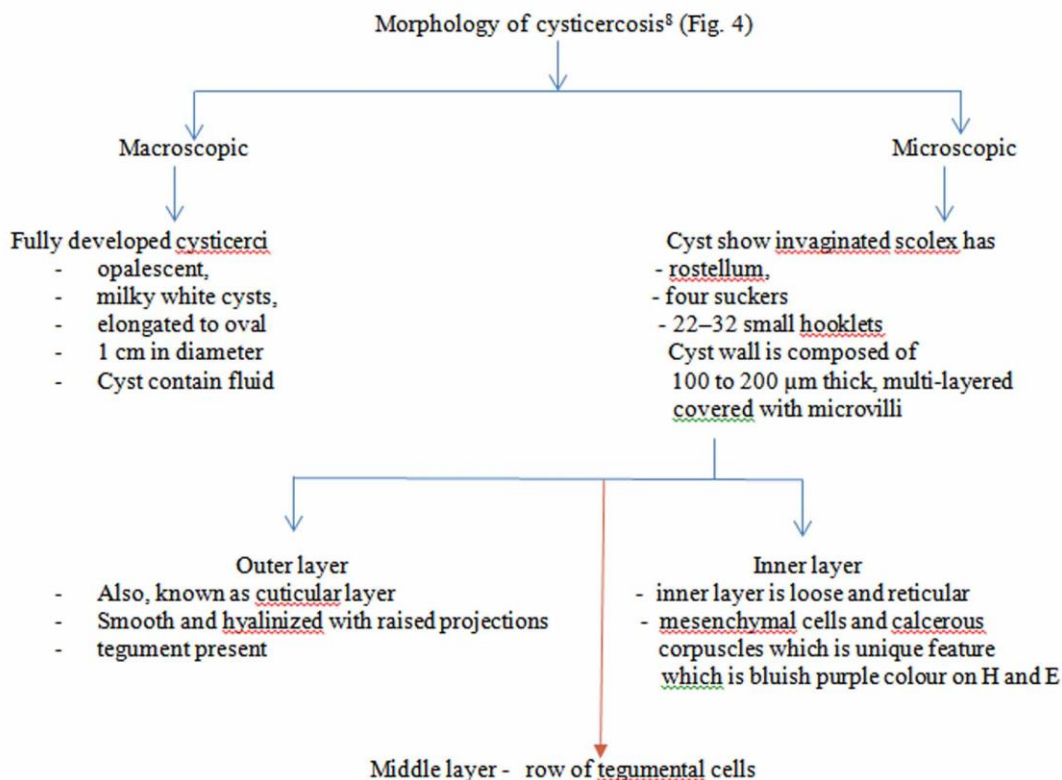 Morphology of cysticercosis⁸ (Fig. 4)
Macroscopic
Microscopic
Fully developed cysticerci
- opalescent,
- milky white cysts,
- elongated to oval
- 1 cm in diameter
- Cyst contain fluid
Cyst show invaginated scolex has
- rostellum,
- four suckers
- 22–32 small hooklets
Cyst wall is composed of
100 to 200 µm thick, multi-layered
covered with microvilli
Outer layer
- Also, known as cuticular layer
- Smooth and hyalinized with raised projections
- tegument present
Inner layer
- inner layer is loose and reticular
- mesenchymal cells and calcerous
corpuscles which is unique feature
which is bluish purple colour on H and E
Middle layer - row of tegumental cells